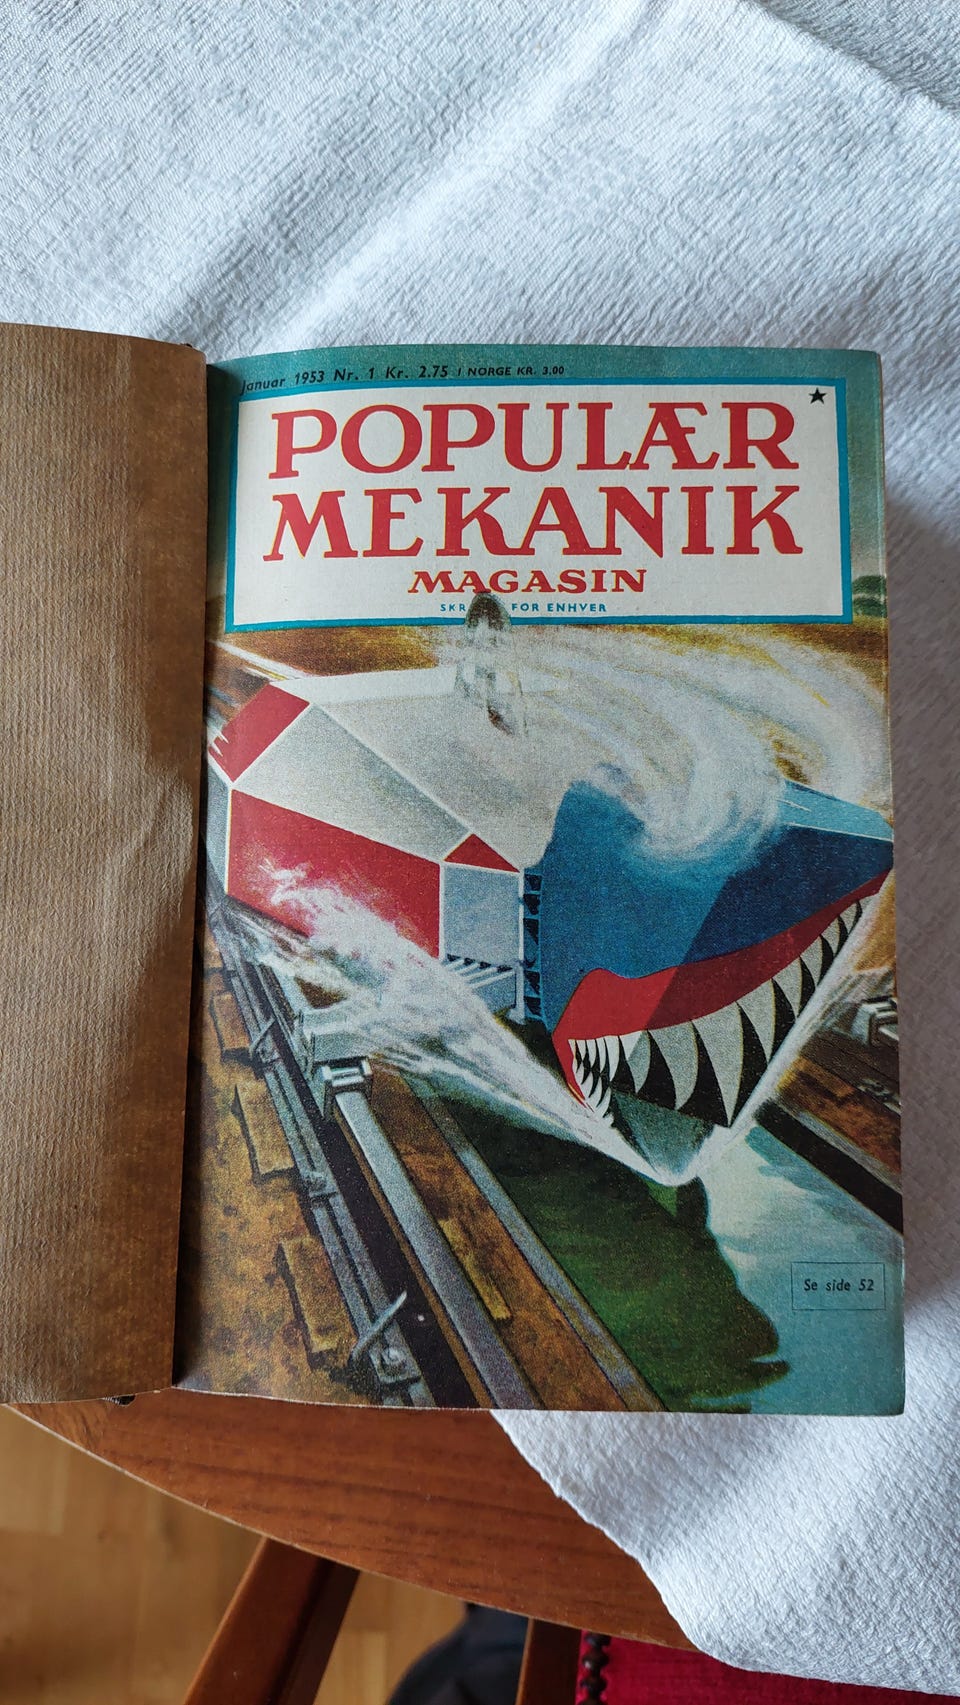 Januar 1953 Nr. 1 Kr. 2.75 I NORGE KR. 3.00
POPULÆR
MEKANIK
MAGASIN
FOR ENHVER
Se side 52